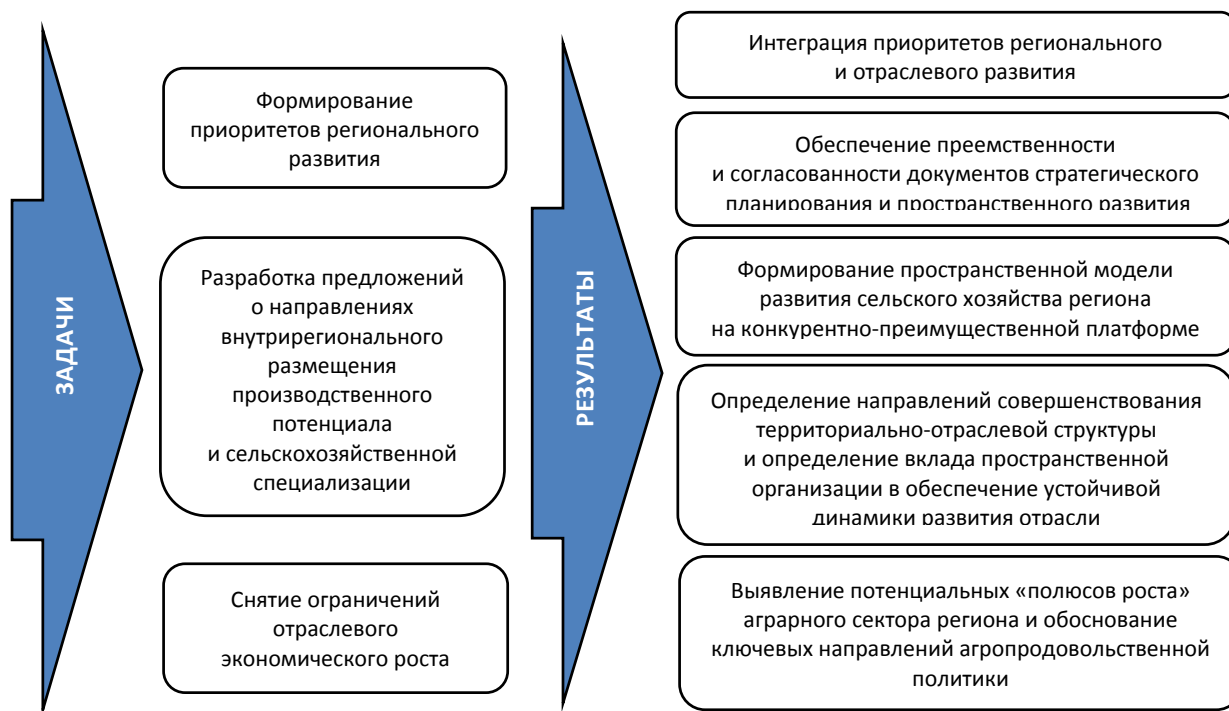 ЗАДАЧИ
Формирование
приоритетов регионального
развития
Разработка предложений
о направлениях
внутрирегионального
размещения
производственного
потенциала
и сельскохозяйственной
специализации
Снятие ограничений
отраслевого
экономического роста
РЕЗУЛЬТАТЫ
Интеграция приоритетов регионального
и отраслевого развития
Обеспечение преемственности
и согласованности документов стратегического
планирования и пространственного развития
Формирование пространственной модели
развития сельского хозяйства региона
на конкурентно-преимущественной платформе
Определение направлений совершенствования
территориально-отраслевой структуры
и определение вклада пространственной
организации в обеспечение устойчивой
динамики развития отрасли
Выявление потенциальных «полюсов роста»
аграрного сектора региона и обоснование
ключевых направлений агропродовольственной
политики